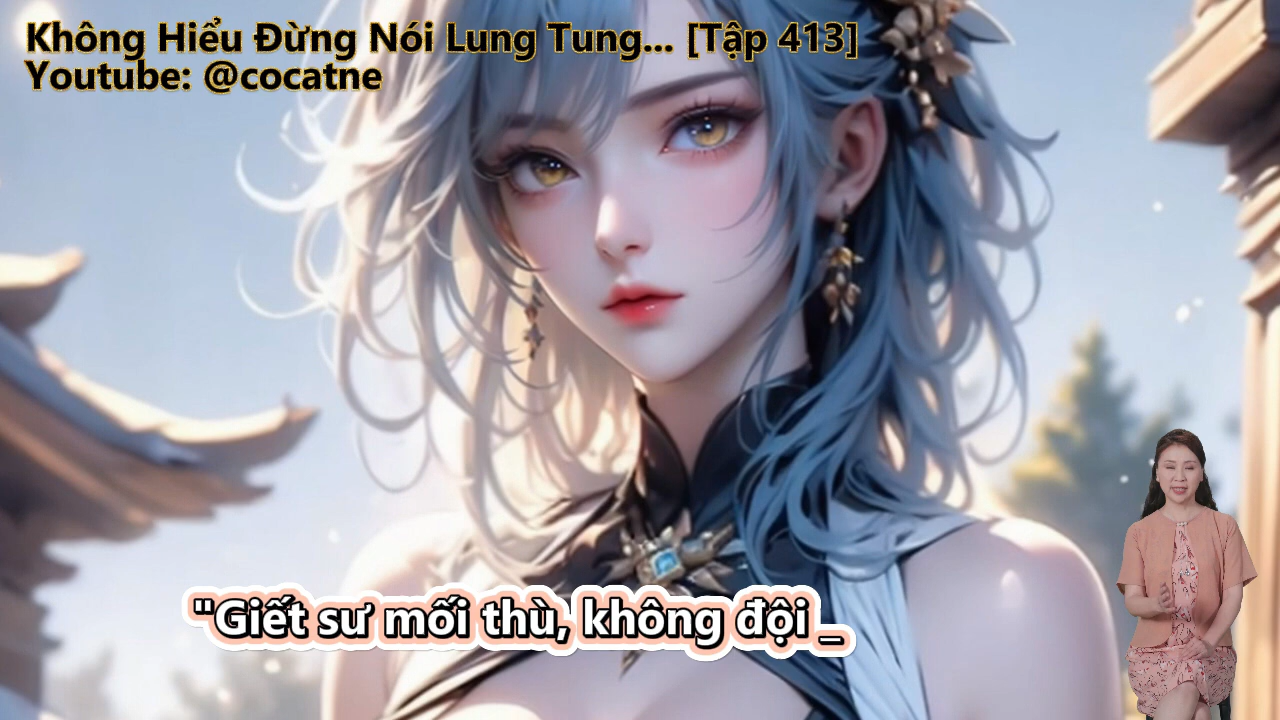 Không Hiểu Đừng Nói Lung Tung... [Tập 413]
Youtube: @cocatne
"Giết sư mối thù, không đội _